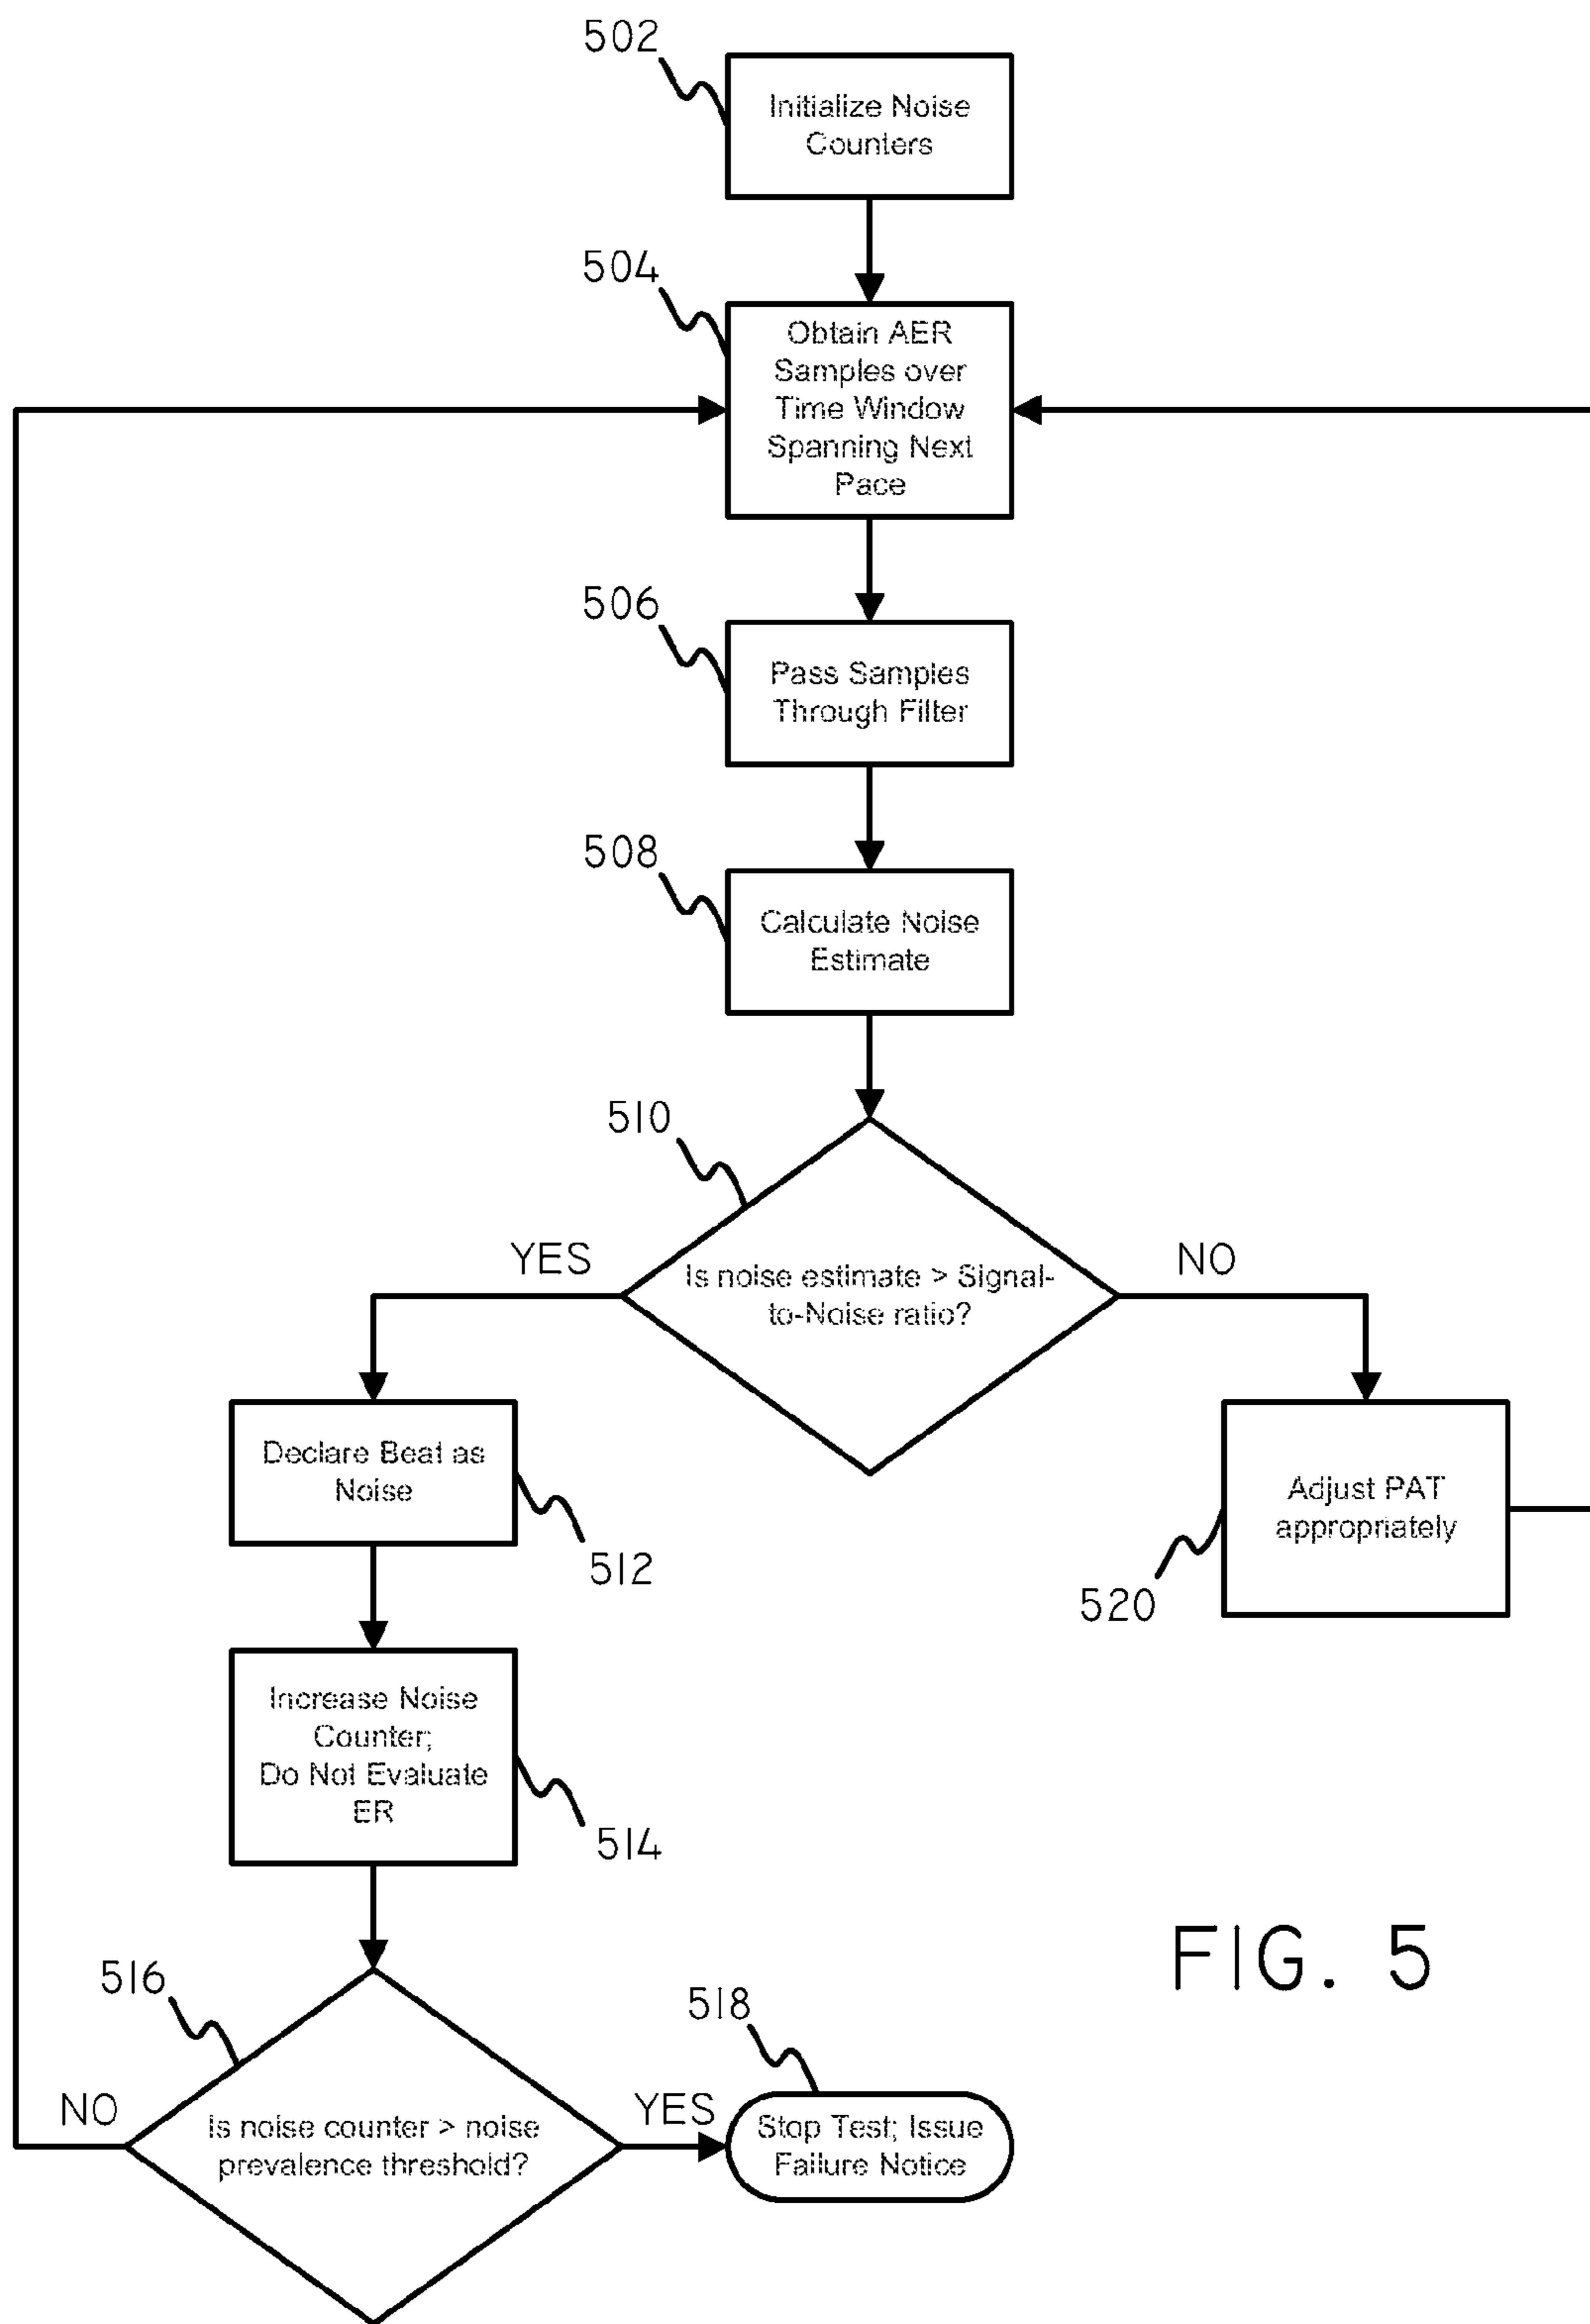 502
Initialize Noise
Counters
504
Obtain AER
Samples over
Time Window
Spanning Next
Pace
506
Pass Samples
Through Filter
508
Calculate Noise
Estimate
510
YES
Is noise estimate > Signal-
to-Noise ratio?
NO
Declare Beat as
Noise
512
Adjust PAT
appropriately
520
Increase Noise
Counter;
Do Not Evaluate
ER
514
516
NO
Is noise counter > noise
prevalence threshold?
YES
518
Stop Test; Issue
Failure Notice
FIG. 5